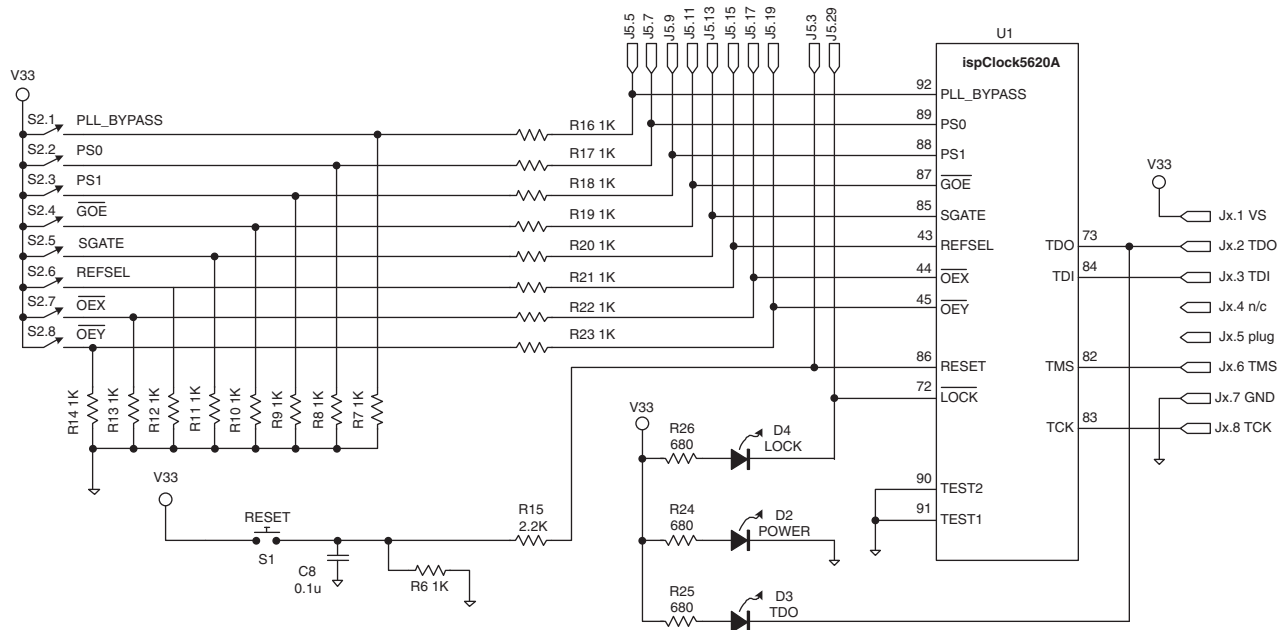 J5.5
J5.7
J5.9
J5.11
J5.13
J5.15
J5.17
J5.19
J5.3
J5.29
U1
ispClock5620A
V33
S2.1 PLL_BYPASS
S2.2 PS0
S2.3 PS1
S2.4 GOE
S2.5 SGATE
S2.6 REFSEL
S2.7 OEX
S2.8 OEY
R16 1K
R17 1K
R18 1K
R19 1K
R20 1K
R21 1K
R22 1K
R23 1K
92 PLL_BYPASS
89 PS0
88 PS1
87 GOE
85 SGATE
43 REFSEL
44 OEX
45 OEY
86 RESET
72 LOCK
90 TEST2
91 TEST1
TDO 73
TDI 84
TMS 82
TCK 83
V33
Jx.1 VS
Jx.2 TDO
Jx.3 TDI
Jx.4 n/c
Jx.5 plug
Jx.6 TMS
Jx.7 GND
Jx.8 TCK
R14 1K
R13 1K
R12 1K
R11 1K
R10 1K
R9 1K
R8 1K
R7 1K
V33
RESET
S1
C8
0.1u
R6 1K
R15
2.2K
V33
R26
680
D4
LOCK
R24
680
D2
POWER
R25
680
D3
TDO